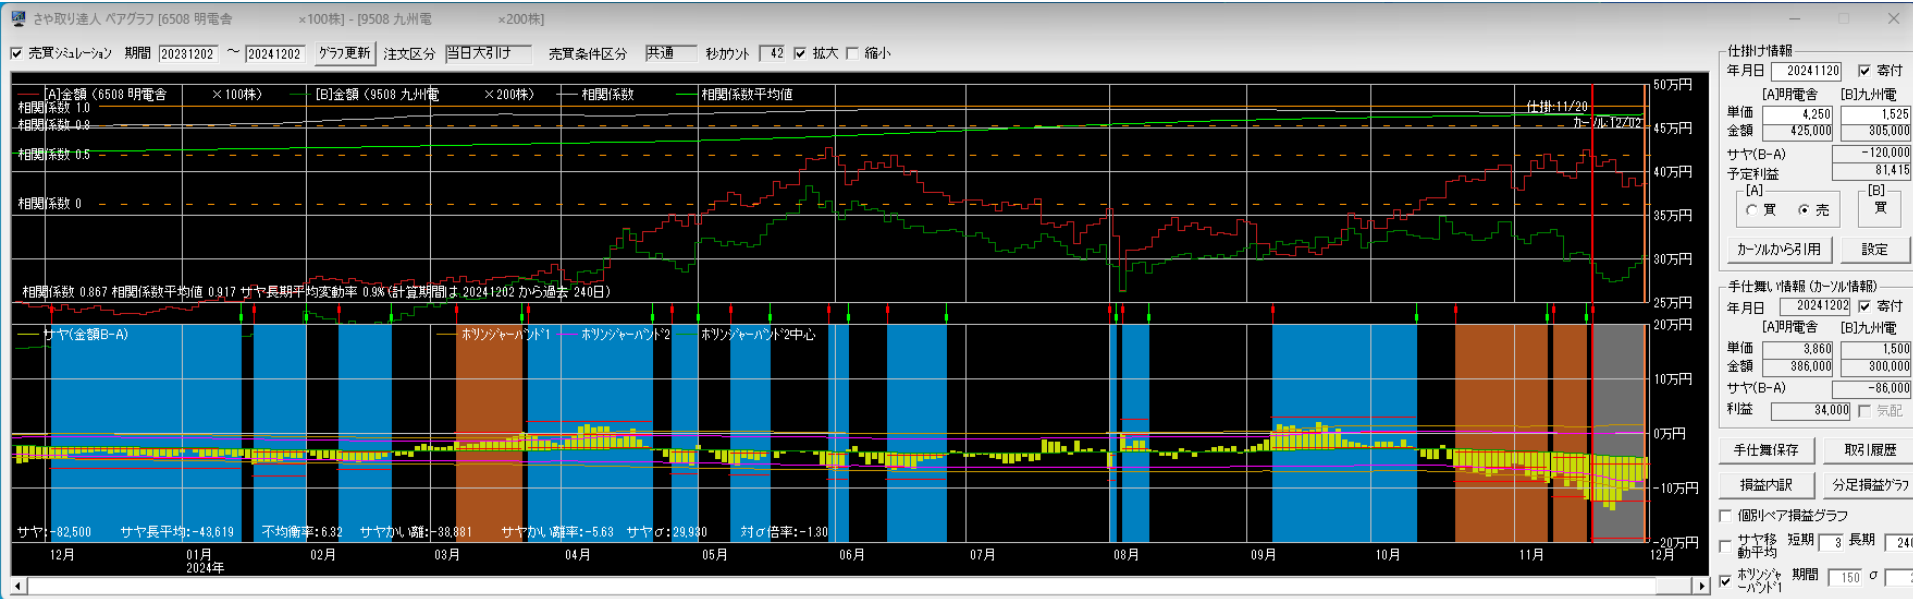 さや取り達人 ペアグラフ [6508 明電舎 ×100株] - [9508 九州電 ×200株]
売買シミュレーション 期間 20231202 ～ 20241202 グラフ更新 注文区分 当日大引け 売買条件区分 共通 秒カウント 42 拡大 縮小
[A]金額 (6508 明電舎 ×100株) [B]金額 (9508 九州電 ×200株) 相関係数 相関係数平均値
相関係数 1.0
相関係数 0.8
相関係数 0.5
相関係数 0
仕掛:11/20
カーソル:12/02
50万円
45万円
40万円
35万円
30万円
25万円
相関係数 0.867 相関係数平均値 0.917 サヤ長期平均変動率 0.9% (計算期間は 20241202 から過去 240日)
サヤ(金額B-A) ボリンジャーバンド1 ボリンジャーバンド2 ボリンジャーバンド2中心
20万円
10万円
0万円
-10万円
-20万円
サヤ:-82,500 サヤ長平均:-43,619 不均衡率:6.32 サヤかい離:-38,881 サヤかい離率:-5.63 サヤσ:29,930 対σ倍率:-1.30
12月 01月 02月 03月 04月 05月 06月 07月 08月 09月 10月 11月 12月
2024年
仕掛け情報
年月日 20241120 寄付
[A]明電舎 [B]九州電
単価 4,250 1,525
金額 425,000 305,000
サヤ(B-A) -120,000
予定利益 81,415
[A] [B]
買 売 買
カーソルから引用 設定
手仕舞い情報 (カーソル情報)
年月日 20241202 寄付
[A]明電舎 [B]九州電
単価 3,860 1,500
金額 386,000 300,000
サヤ(B-A) -86,000
利益 34,000 気配
手仕舞保存 取引履歴
損益内訳 分足損益グラフ
個別ペア損益グラフ
サヤ移動平均 短期 3 長期 240
ボリンジャーバンド1 期間 150 σ